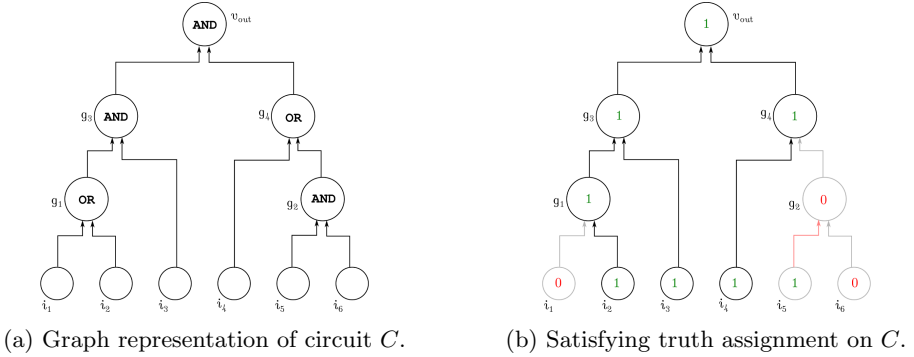 AND v_out
g_3 AND g_4 OR
g_1 OR g_2 AND
i_1 i_2 i_3 i_4 i_5 i_6
(a) Graph representation of circuit C.
1 v_out
g_3 1 g_4 1
g_1 1 g_2 0
0 1 1 1 1 0
i_1 i_2 i_3 i_4 i_5 i_6
(b) Satisfying truth assignment on C.